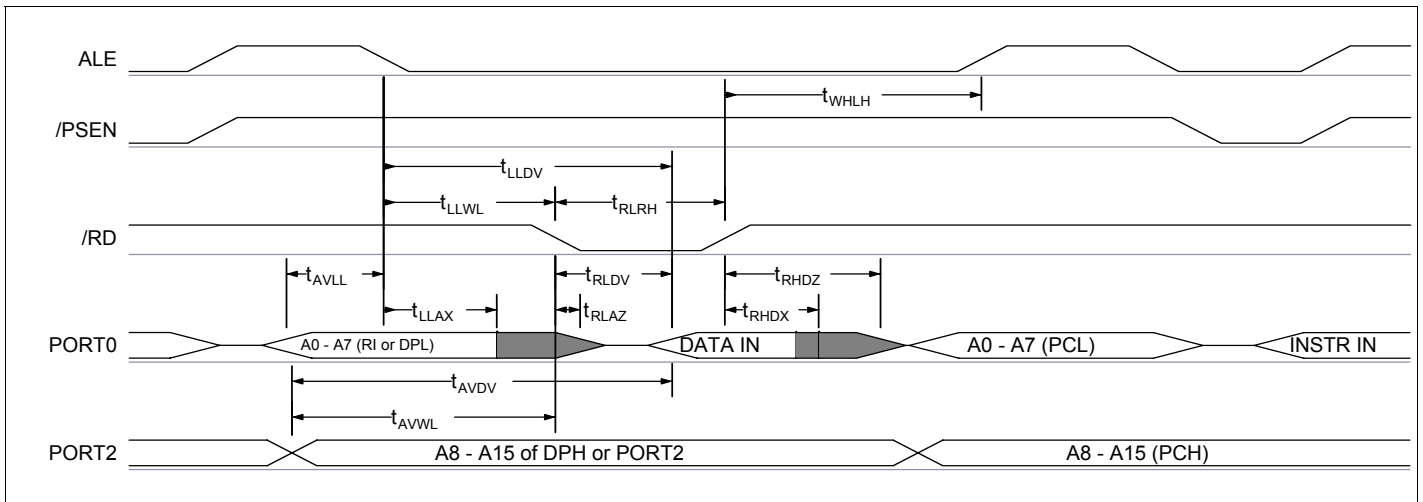 ALE
tWHLH
/PSEN
tLLDV
tLLWL
tRLRH
/RD
tAVLL
tRLDV
tRHDZ
tLLAX
tRLAZ
tRHDX
PORT0
A0 - A7 (RI or DPL)
DATA IN
A0 - A7 (PCL)
INSTR IN
tAVDV
tAVWL
PORT2
A8 - A15 of DPH or PORT2
A8 - A15 (PCH)